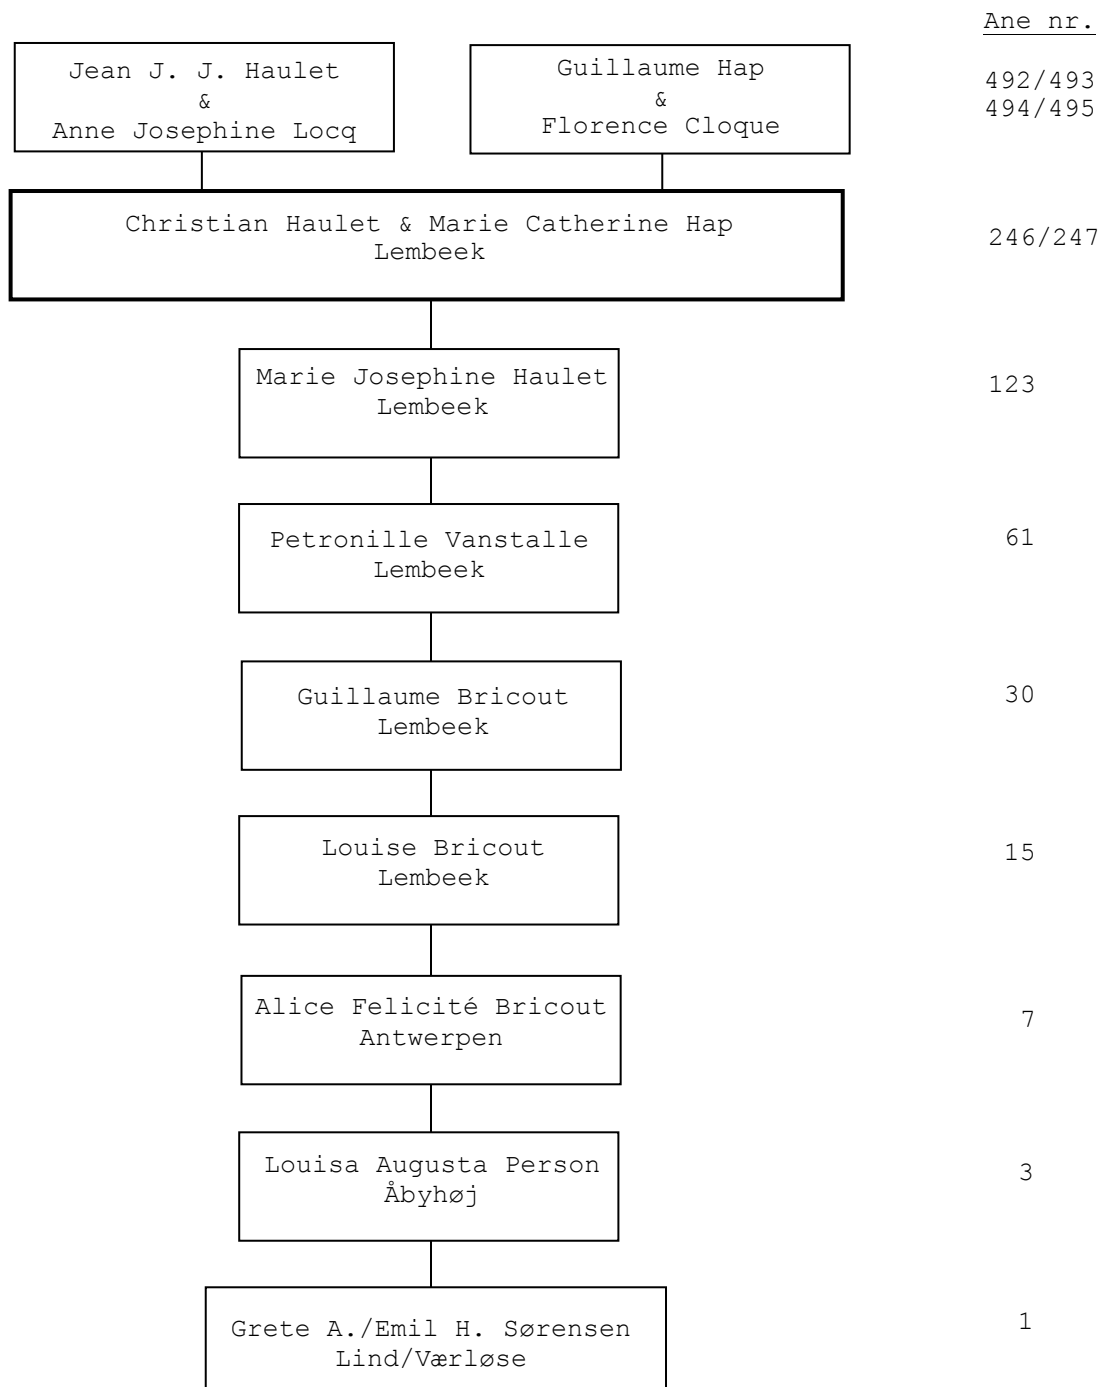 Ane nr.
Jean J. J. Haulet
&
Anne Josephine Locq
Guillaume Hap
&
Florence Cloque
492/493
494/495
Christian Haulet & Marie Catherine Hap
Lembeek
246/247
Marie Josephine Haulet
Lembeek
123
Petronille Vanstalle
Lembeek
61
Guillaume Bricout
Lembeek
30
Louise Bricout
Lembeek
15
Alice Felicité Bricout
Antwerpen
7
Louisa Augusta Person
Åbyhøj
3
Grete A./Emil H. Sørensen
Lind/Værløse
1